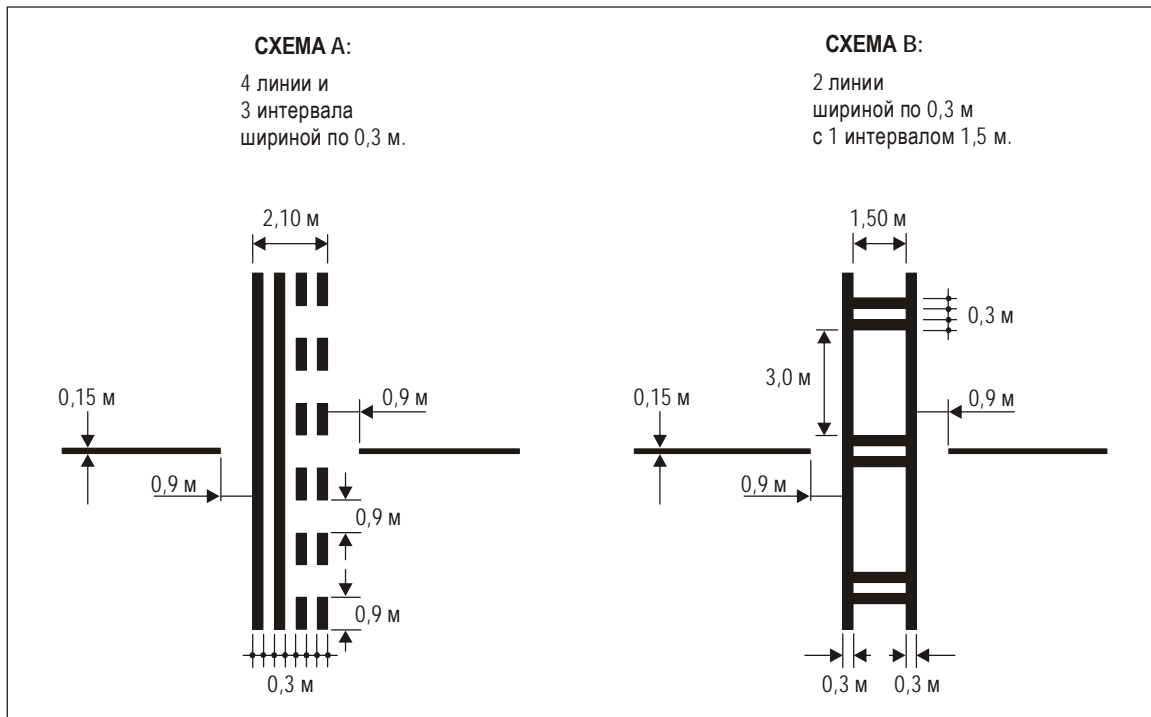 СХЕМА A:
4 линии и
3 интервала
шириной по 0,3 м.
2,10 м
0,15 м
0,9 м
0,9 м
0,9 м
0,9 м
0,3 м
СХЕМА B:
2 линии
шириной по 0,3 м
с 1 интервалом 1,5 м.
1,50 м
0,3 м
3,0 м
0,15 м
0,9 м
0,9 м
0,3 м
0,3 м